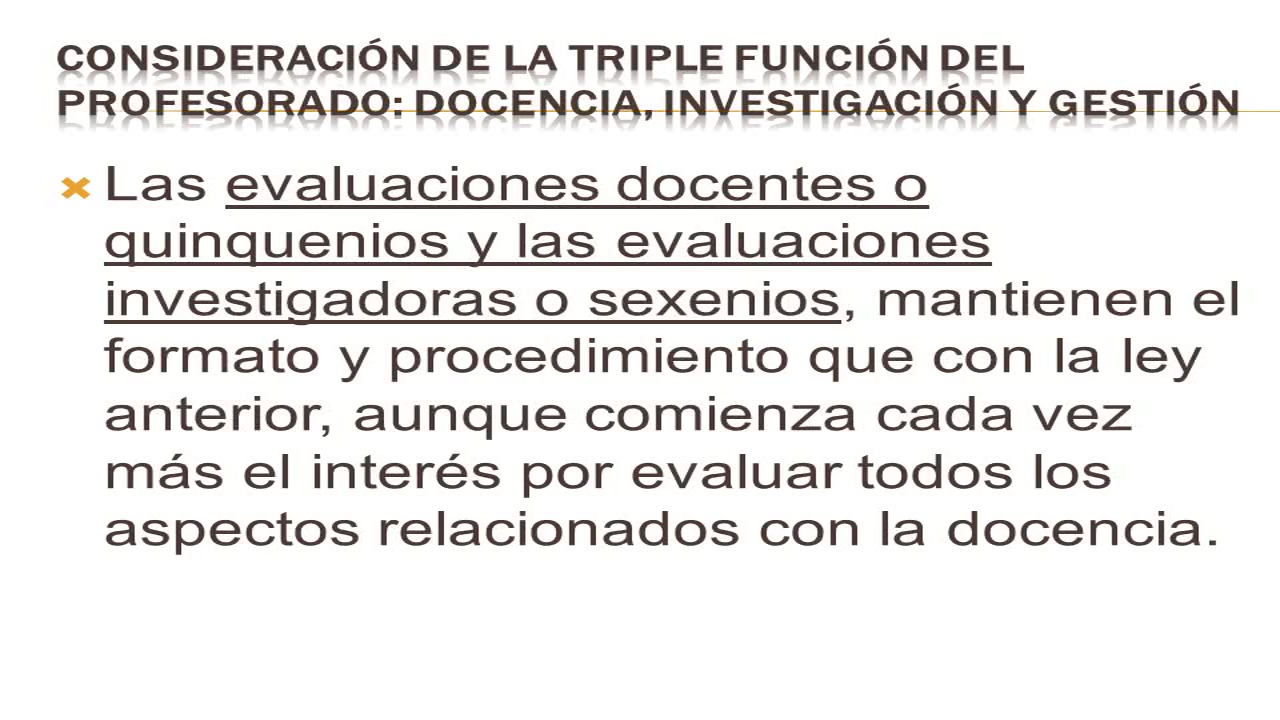 CONSIDERACIÓN DE LA TRIPLE FUNCIÓN DEL
PROFESORADO: DOCENCIA, INVESTIGACIÓN Y GESTIÓN
Las evaluaciones docentes o
quinquenios y las evaluaciones
investigadoras o sexenios, mantienen el
formato y procedimiento que con la ley
anterior, aunque comienza cada vez
más el interés por evaluar todos los
aspectos relacionados con la docencia.